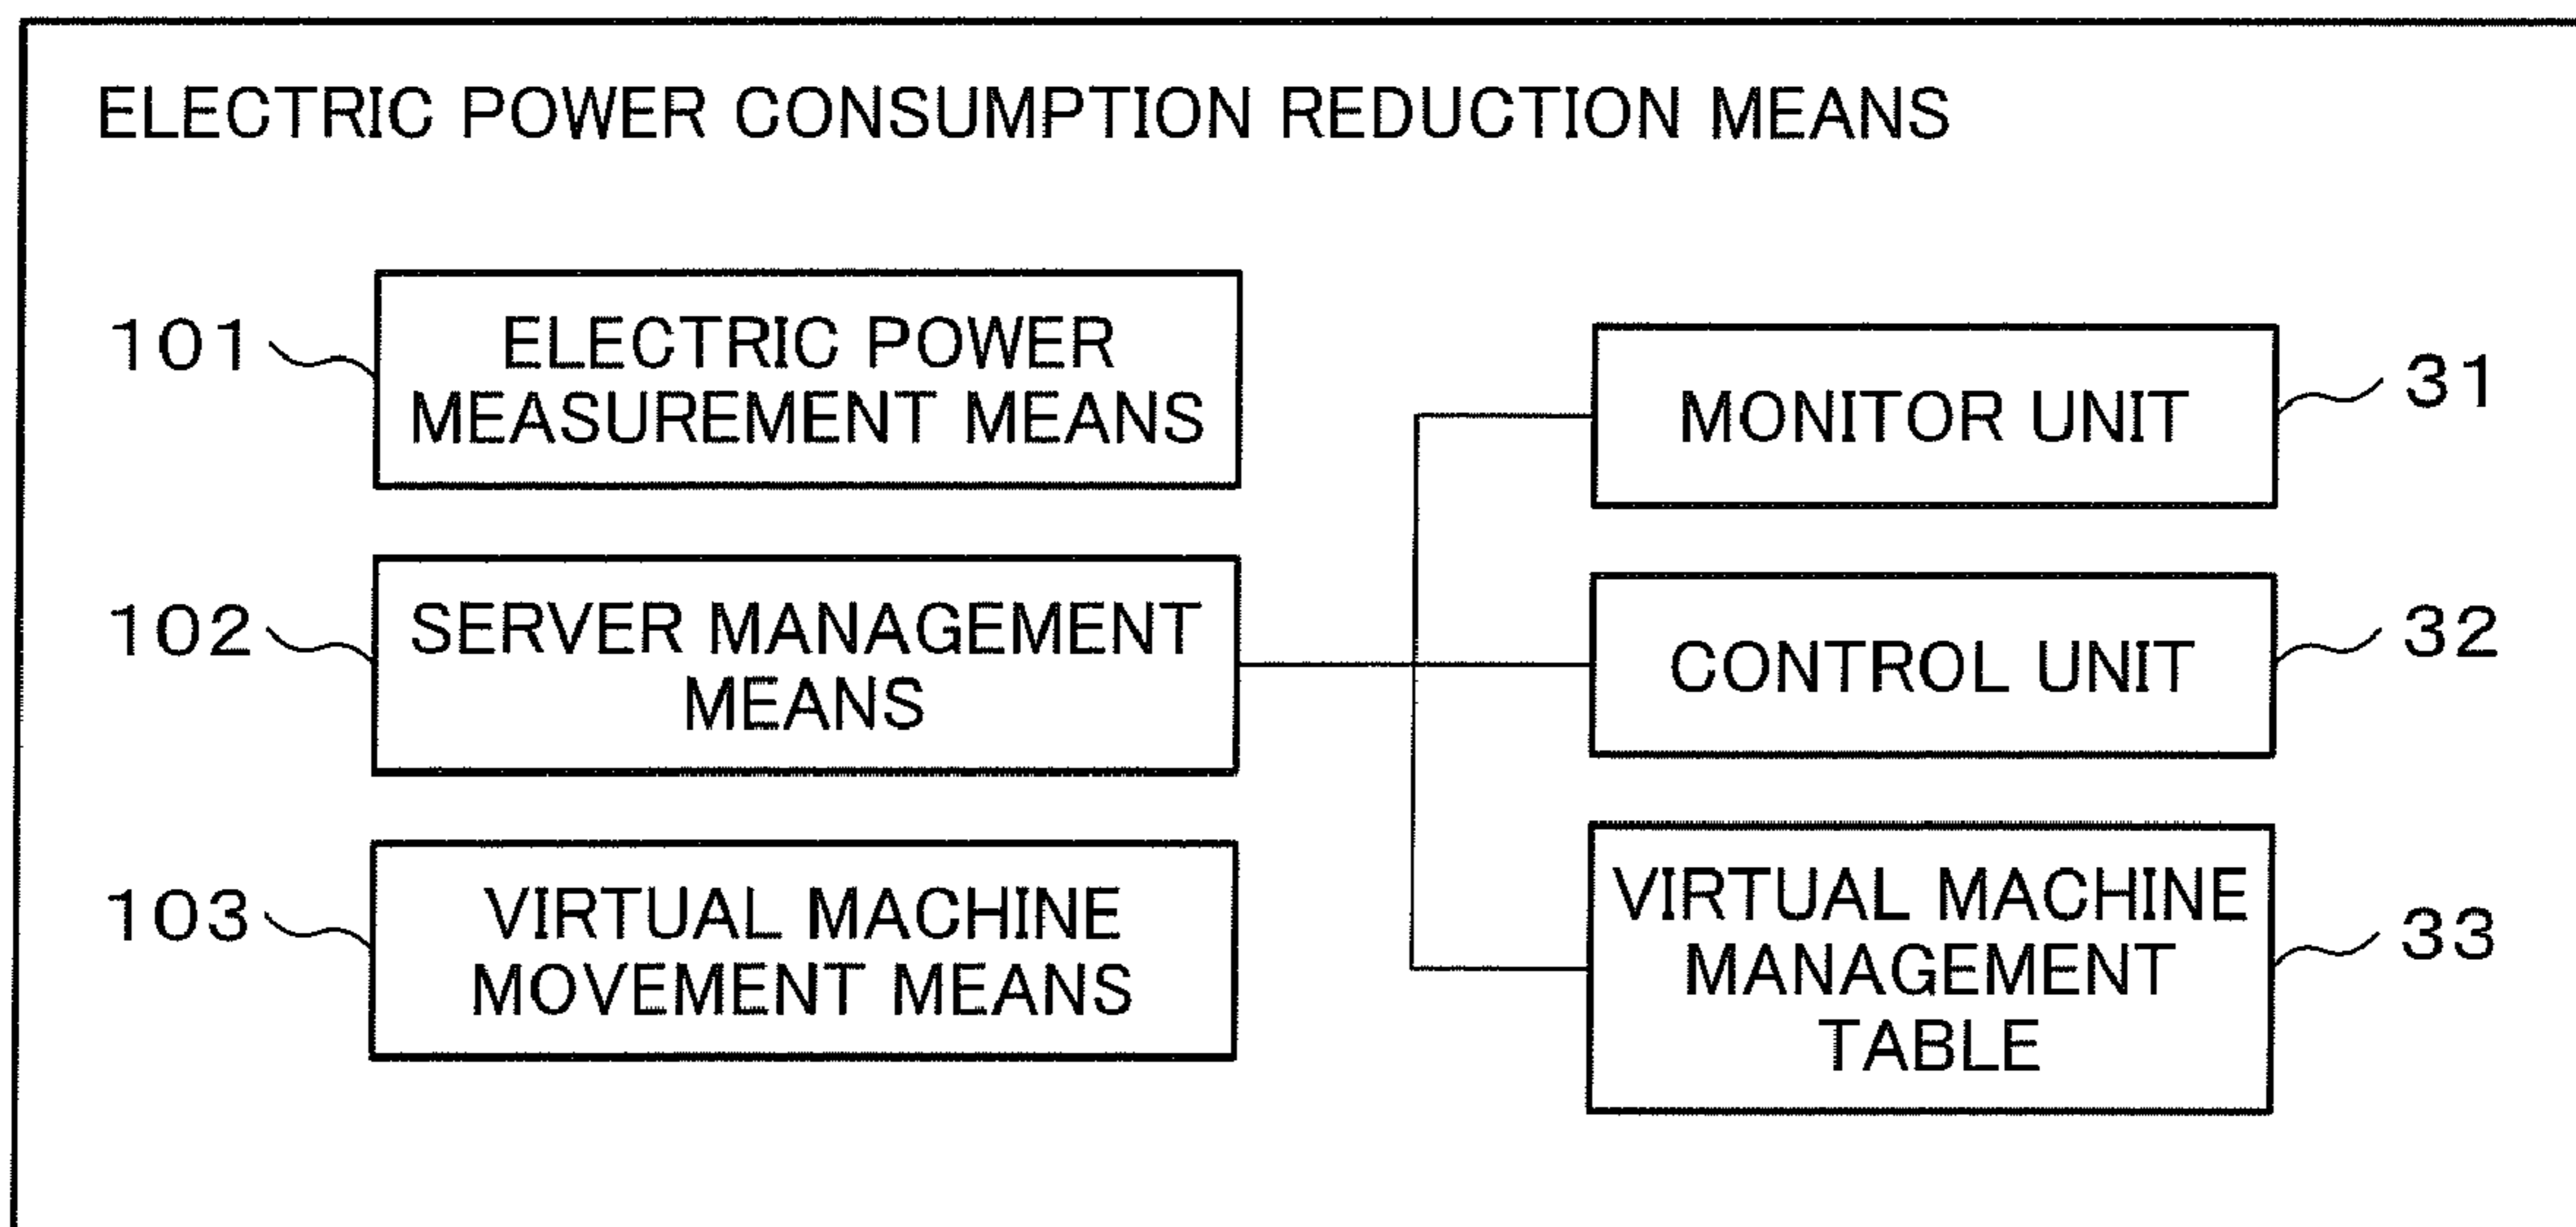 ELECTRIC POWER CONSUMPTION REDUCTION MEANS
101
ELECTRIC POWER
MEASUREMENT MEANS
102
SERVER MANAGEMENT
MEANS
103
VIRTUAL MACHINE
MOVEMENT MEANS
MONITOR UNIT
31
CONTROL UNIT
32
VIRTUAL MACHINE
MANAGEMENT
TABLE
33